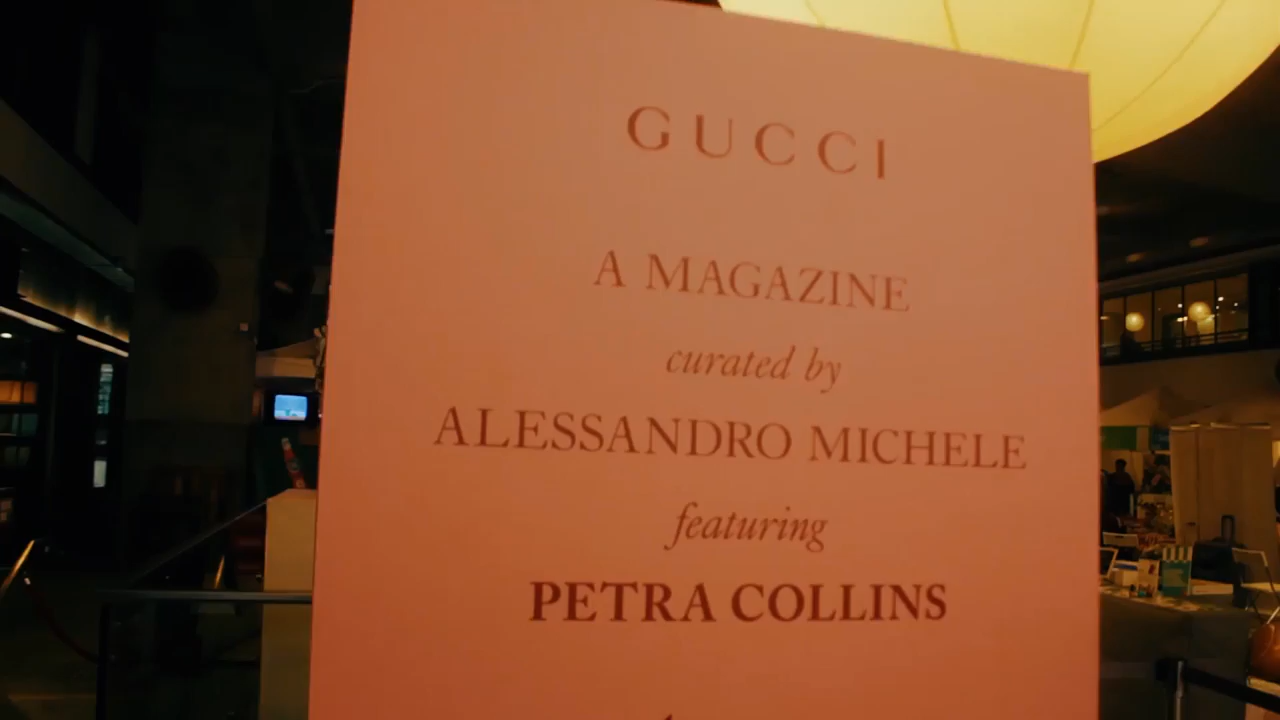 GUCCI
A MAGAZINE
curated by
ALESSANDRO MICHELE
featuring
PETRA COLLINS